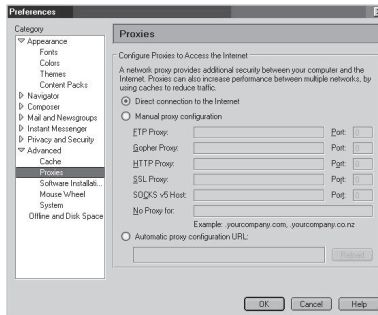 Preferences
Category
Appearance
Fonts
Colors
Themes
Content Packs
Navigator
Composer
Mail and Newsgroups
Instant Messenger
Privacy and Security
Advanced
Cache
Proxies
Software Installati...
Mouse Wheel
System
Offline and Disk Space
Proxies
Configure Proxies to Access the Internet
A network proxy provides additional security between your computer and the
Internet. Proxies can also increase performance between multiple networks, by
using caches to reduce traffic.
Direct connection to the Internet
Manual proxy configuration
FTP Proxy: Port: 0
Gopher Proxy: Port: 0
HTTP Proxy: Port: 0
SSL Proxy: Port: 0
SOCKS v5 Host: Port: 0
No Proxy for:
Example: .yourcompany.com, .yourcompany.co.nz
Automatic proxy configuration URL:
Reload
OK Cancel Help